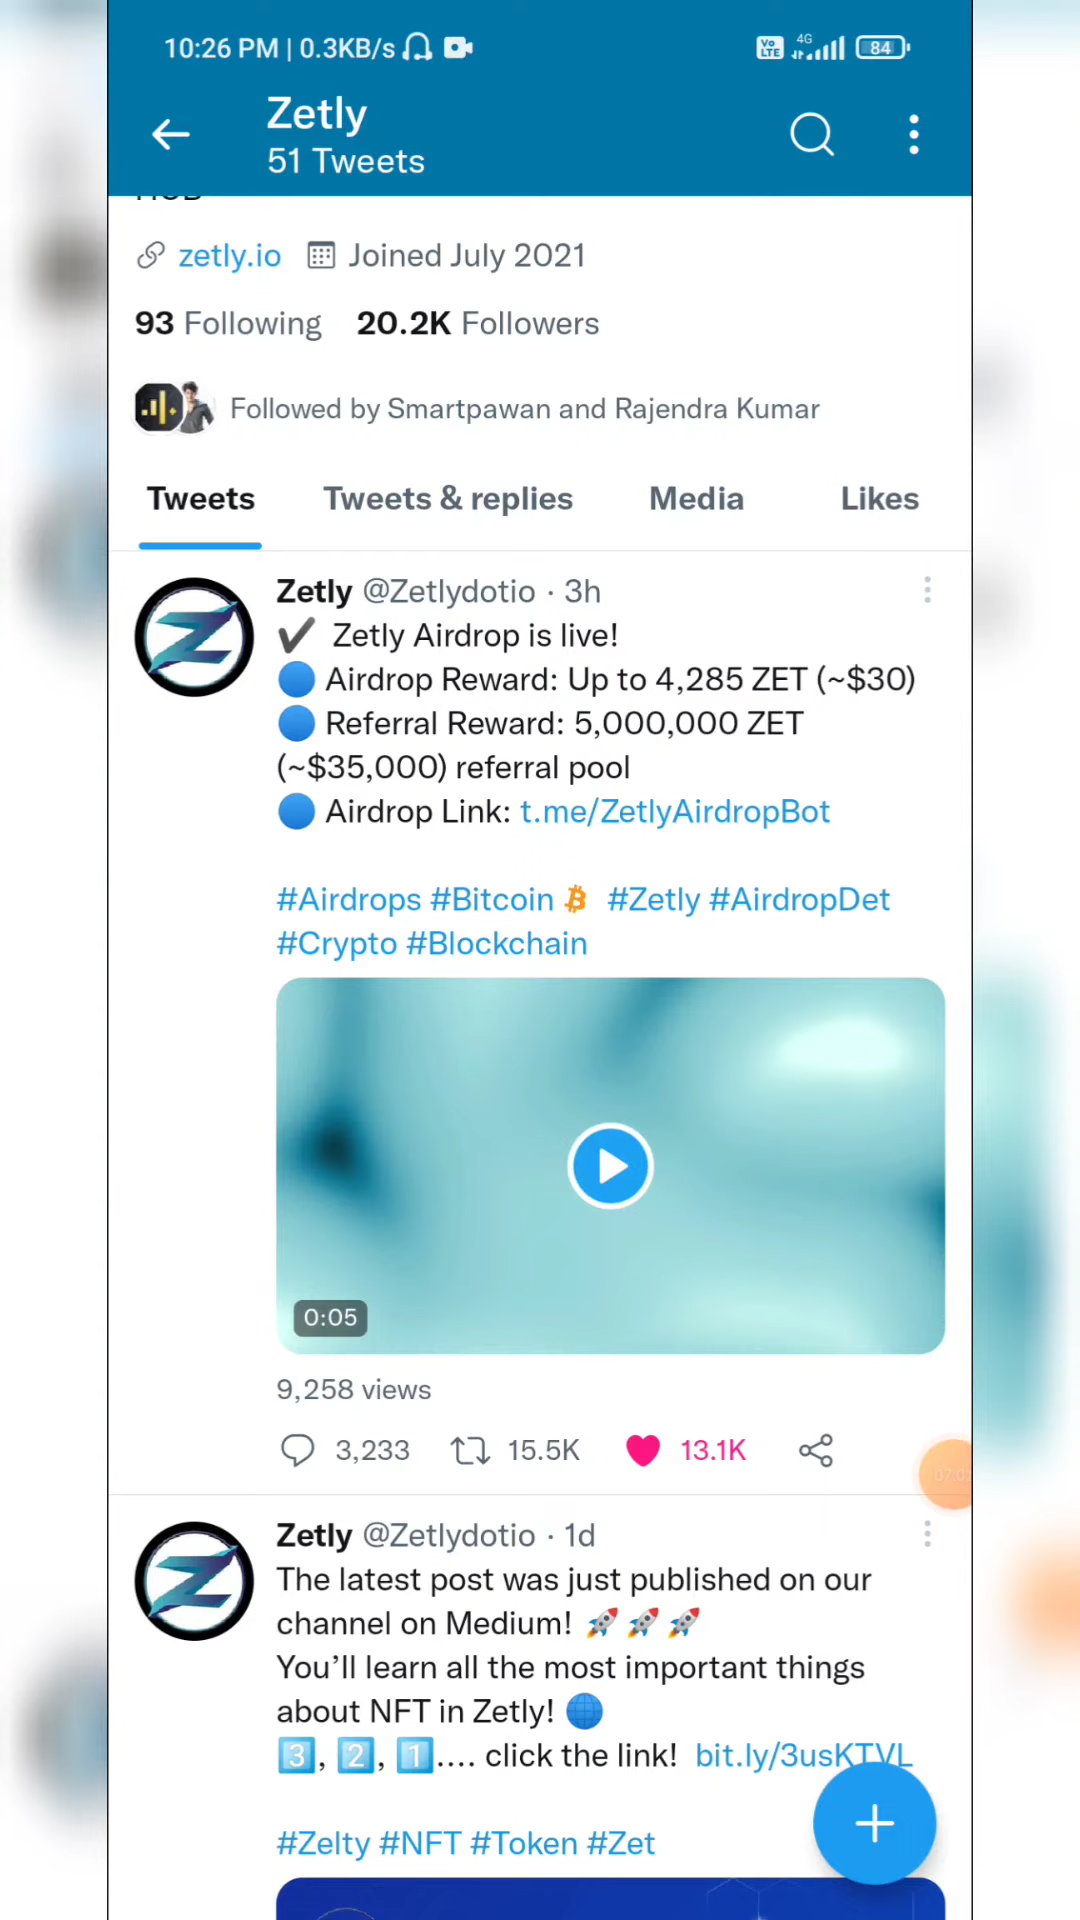 10:26 PM | 0.3KB/s
Vo LTE 4G 84
Zetly
51 Tweets
zetly.io Joined July 2021
93 Following 20.2K Followers
Followed by Smartpawan and Rajendra Kumar
Tweets Tweets & replies Media Likes
Zetly @Zetlydotio · 3h
✔️ Zetly Airdrop is live!
🔵 Airdrop Reward: Up to 4,285 ZET (~$30)
🔵 Referral Reward: 5,000,000 ZET
(~$35,000) referral pool
🔵 Airdrop Link: t.me/ZetlyAirdropBot
#Airdrops #Bitcoin #Zetly #AirdropDet
#Crypto #Blockchain
0:05
9,258 views
3,233 15.5K 13.1K
Zetly @Zetlydotio · 1d
The latest post was just published on our
channel on Medium! 🚀🚀🚀
You’ll learn all the most important things
about NFT in Zetly! 🌐
3️⃣, 2️⃣, 1️⃣.... click the link! bit.ly/3usKTVL
#Zelty #NFT #Token #Zet